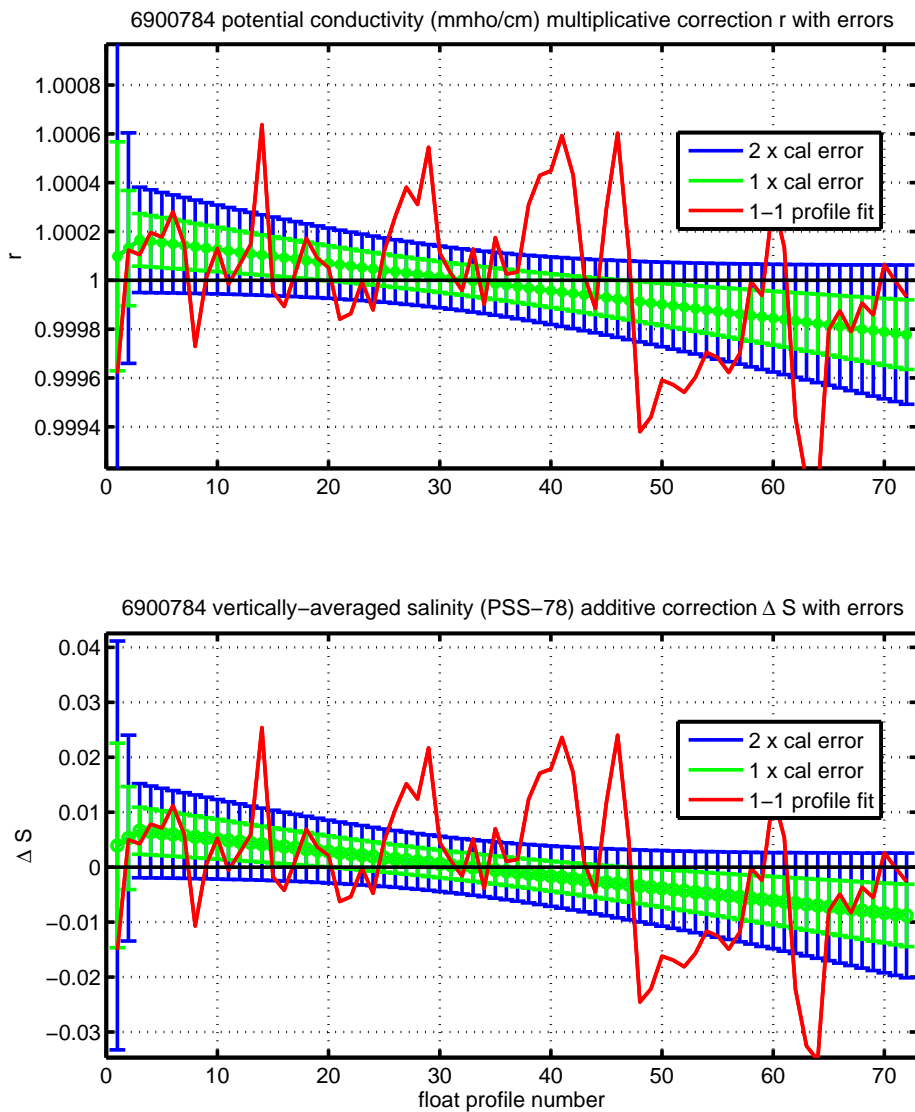 6900784 potential conductivity (mmho/cm) multiplicative correction r with errors
1.0008
1.0006
1.0004
1.0002
1
0.9998
0.9996
0.9994
r
2 x cal error
1 x cal error
1−1 profile fit
0 10 20 30 40 50 60 70
6900784 vertically−averaged salinity (PSS−78) additive correction Δ S with errors
0.04
0.03
0.02
0.01
0
−0.01
−0.02
−0.03
Δ S
2 x cal error
1 x cal error
1−1 profile fit
0 10 20 30 40 50 60 70
float profile number